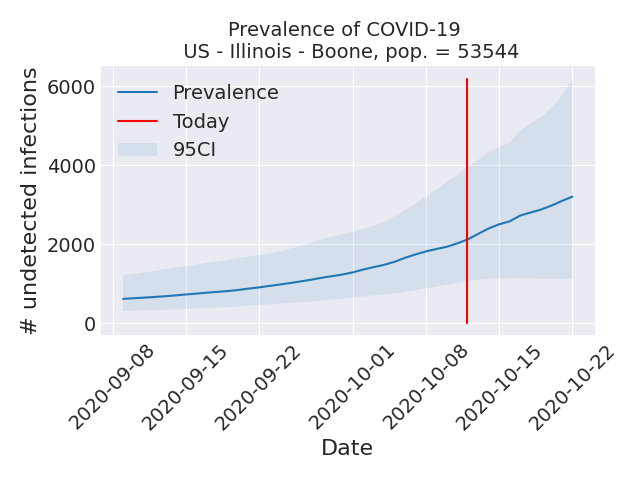 Prevalence of COVID-19
US - Illinois - Boone, pop. = 53544
# undetected infections
6000
4000
2000
0
Prevalence
Today
95CI
2020-09-08
2020-09-15
2020-09-22
2020-10-01
2020-10-08
2020-10-15
2020-10-22
Date